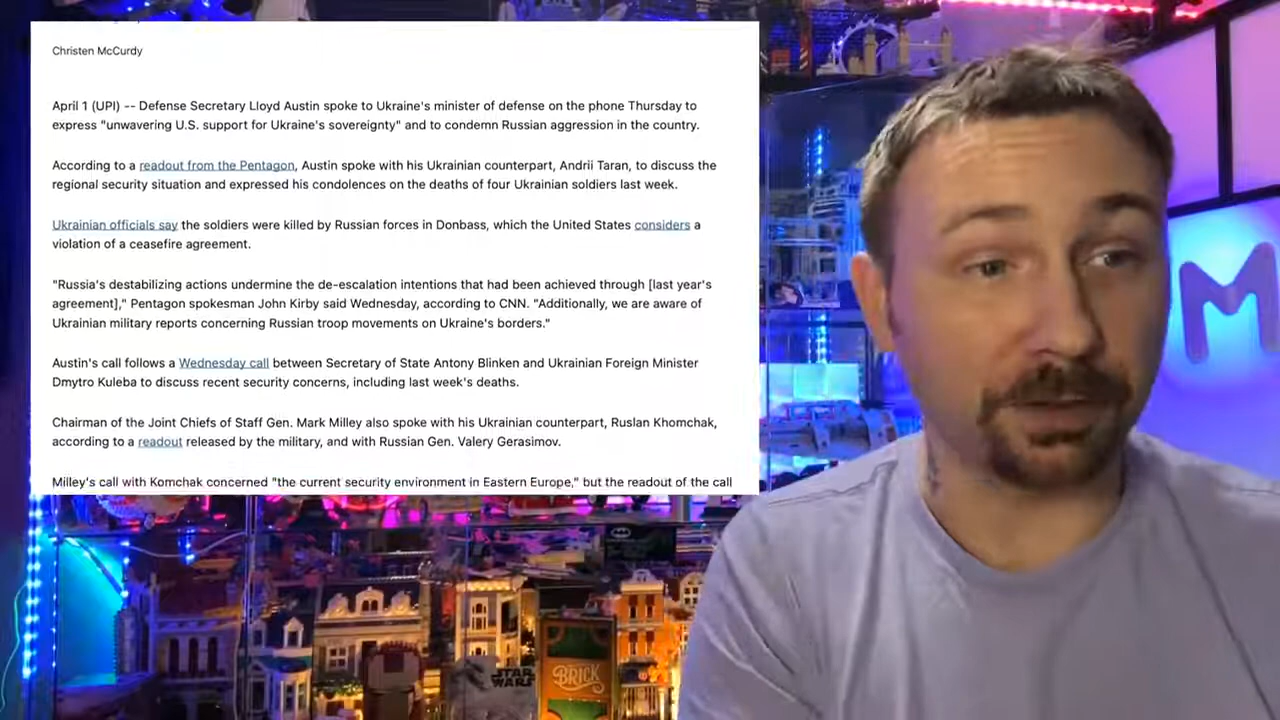 Christen McCurdy
April 1 (UPI) -- Defense Secretary Lloyd Austin spoke to Ukraine's minister of defense on the phone Thursday to
express "unwavering U.S. support for Ukraine's sovereignty" and to condemn Russian aggression in the country.
According to a readout from the Pentagon, Austin spoke with his Ukrainian counterpart, Andrii Taran, to discuss the
regional security situation and expressed his condolences on the deaths of four Ukrainian soldiers last week.
Ukrainian officials say the soldiers were killed by Russian forces in Donbass, which the United States considers a
violation of a ceasefire agreement.
"Russia's destabilizing actions undermine the de-escalation intentions that had been achieved through [last year's
agreement]," Pentagon spokesman John Kirby said Wednesday, according to CNN. "Additionally, we are aware of
Ukrainian military reports concerning Russian troop movements on Ukraine's borders."
Austin's call follows a Wednesday call between Secretary of State Antony Blinken and Ukrainian Foreign Minister
Dmytro Kuleba to discuss recent security concerns, including last week's deaths.
Chairman of the Joint Chiefs of Staff Gen. Mark Milley also spoke with his Ukrainian counterpart, Ruslan Khomchak,
according to a readout released by the military, and with Russian Gen. Valery Gerasimov.
Milley's call with Komchak concerned "the current security environment in Eastern Europe," but the readout of the call
M
STAR
WARS
BRICK